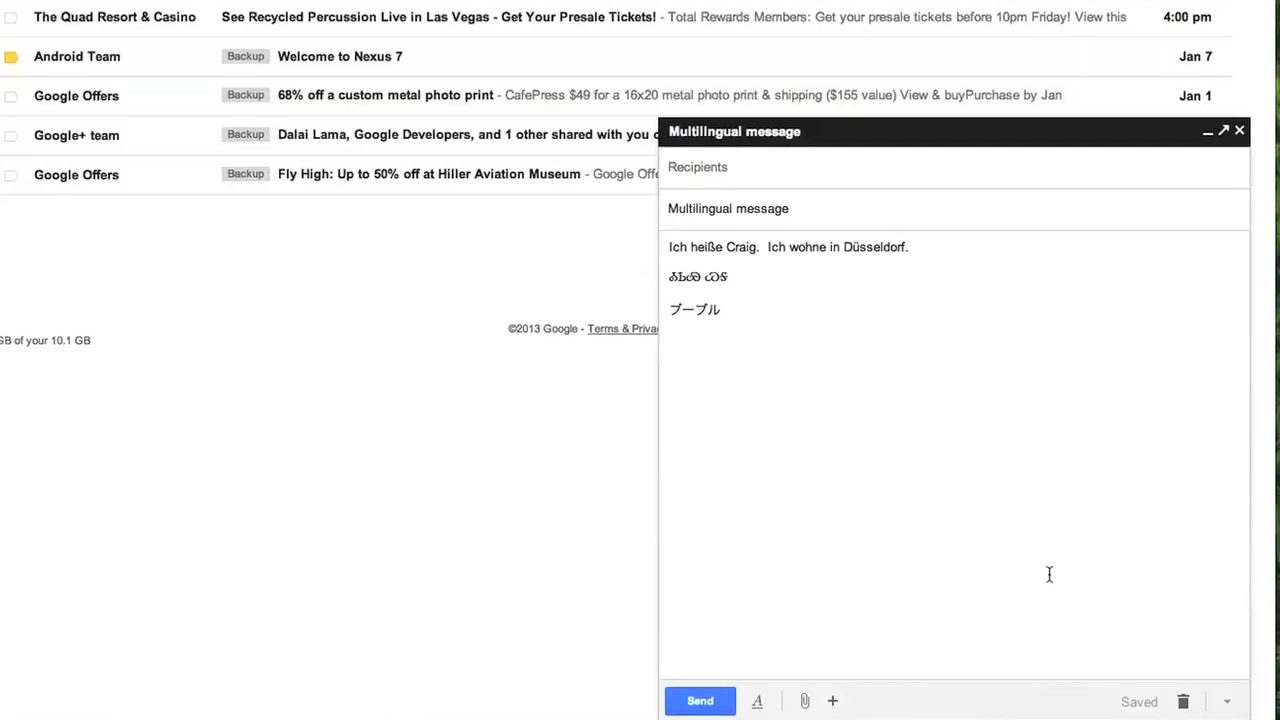 The Quad Resort & Casino See Recycled Percussion Live in Las Vegas - Get Your Presale Tickets! - Total Rewards Members: Get your presale tickets before 10pm Friday! View this 4:00 pm
Android Team Backup Welcome to Nexus 7 Jan 7
Google Offers Backup 68% off a custom metal photo print - CafePress $49 for a 16x20 metal photo print & shipping ($155 value) View & buyPurchase by Jan Jan 1
Google+ team Backup Dalai Lama, Google Developers, and 1 other shared with you
Google Offers Backup Fly High: Up to 50% off at Hiller Aviation Museum - Google
Multilingual message
Recipients
Multilingual message
Ich heiße Craig. Ich wohne in Düsseldorf.
ブーブル
©2013 Google - Terms &
GB of your 10.1 GB
Send A Saved